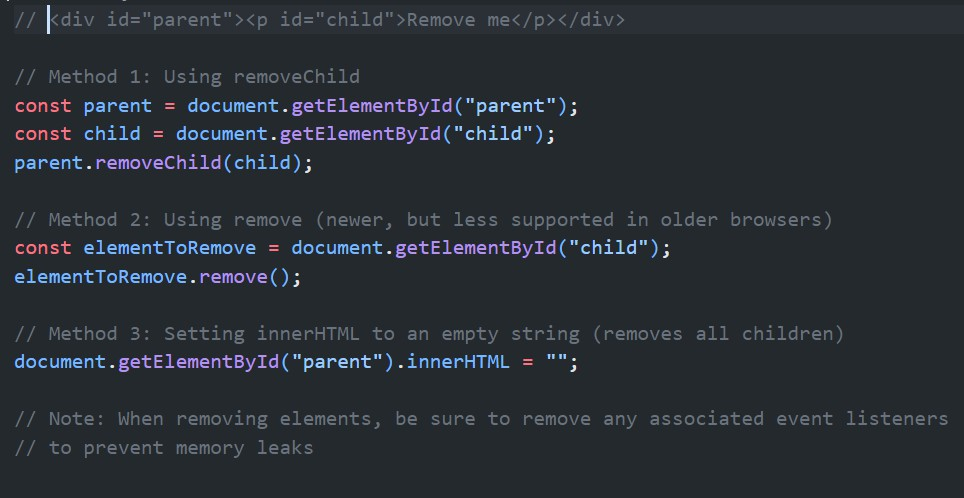 // <div id="parent"><p id="child">Remove me</p></div>
// Method 1: Using removeChild
const parent = document.getElementById("parent");
const child = document.getElementById("child");
parent.removeChild(child);
// Method 2: Using remove (newer, but less supported in older browsers)
const elementToRemove = document.getElementById("child");
elementToRemove.remove();
// Method 3: Setting innerHTML to an empty string (removes all children)
document.getElementById("parent").innerHTML = "";
// Note: When removing elements, be sure to remove any associated event listeners
// to prevent memory leaks